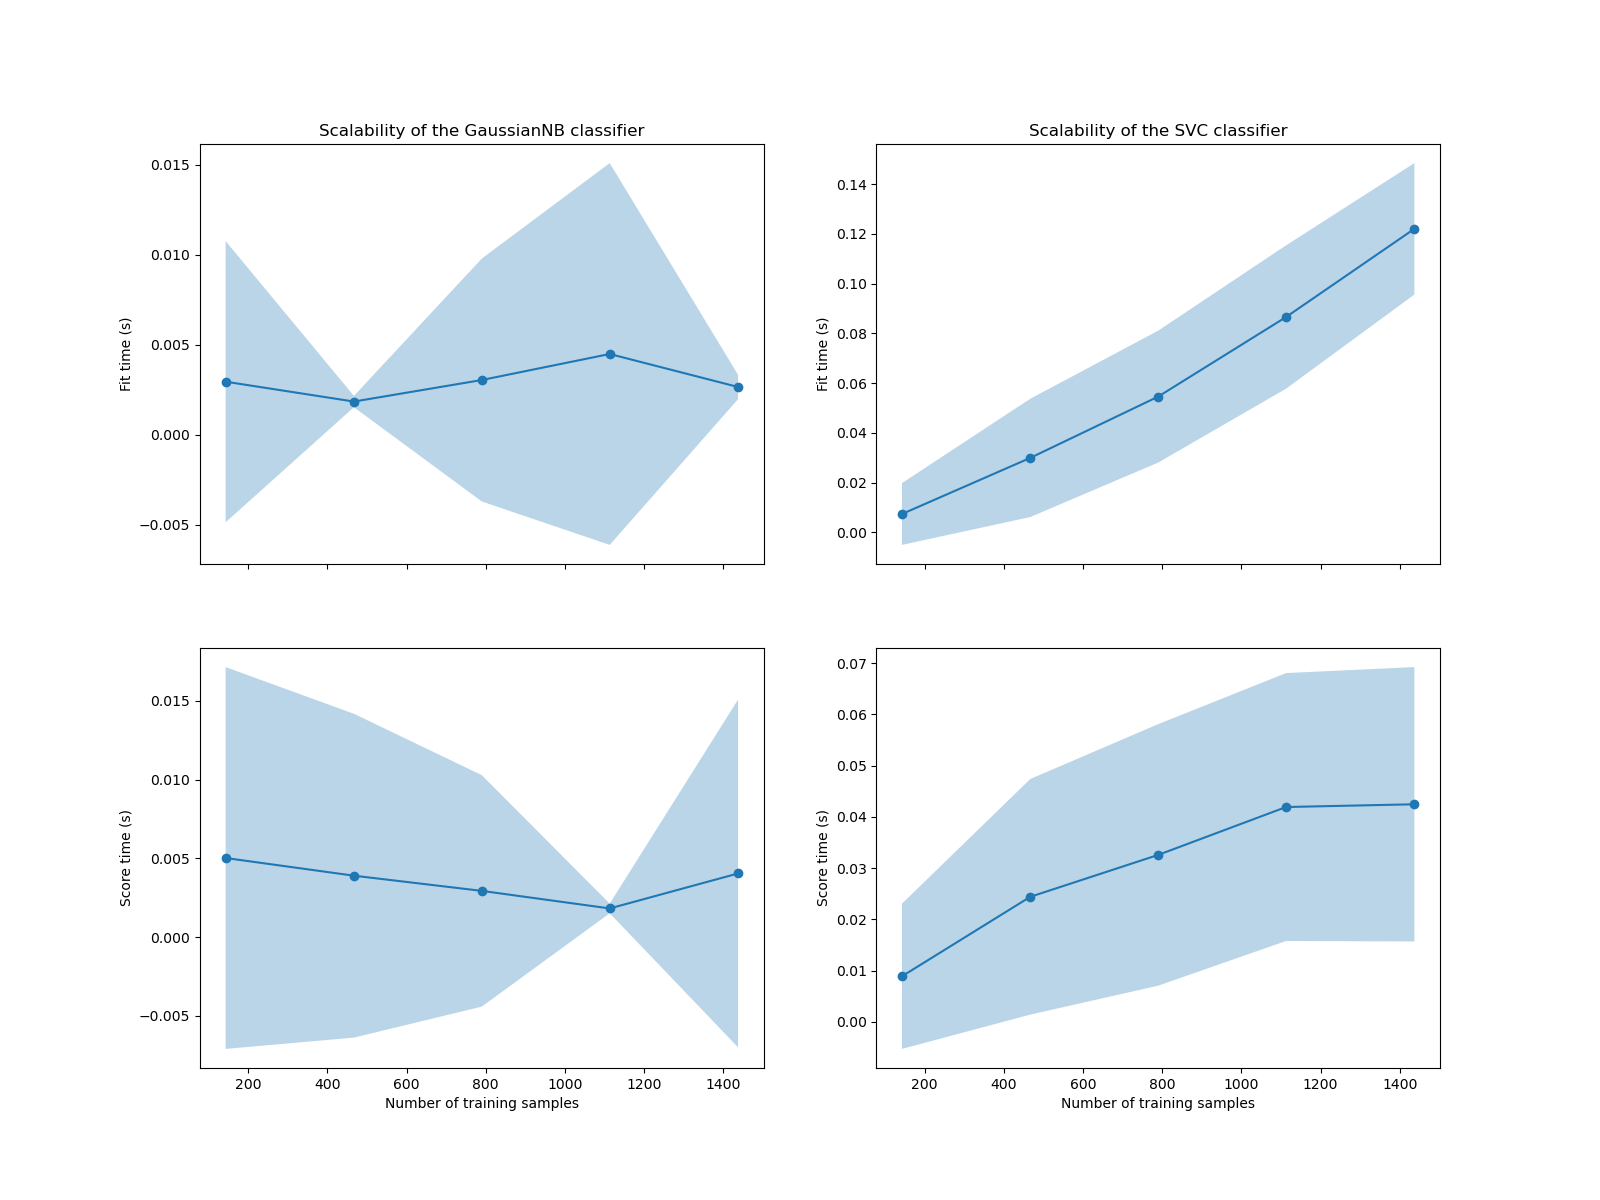 Scalability of the GaussianNB classifier
0.015
0.010
0.005
0.000
−0.005
Fit time (s)
Scalability of the SVC classifier
0.14
0.12
0.10
0.08
0.06
0.04
0.02
0.00
Fit time (s)
0.015
0.010
0.005
0.000
−0.005
Score time (s)
200 400 600 800 1000 1200 1400
Number of training samples
0.07
0.06
0.05
0.04
0.03
0.02
0.01
0.00
Score time (s)
200 400 600 800 1000 1200 1400
Number of training samples